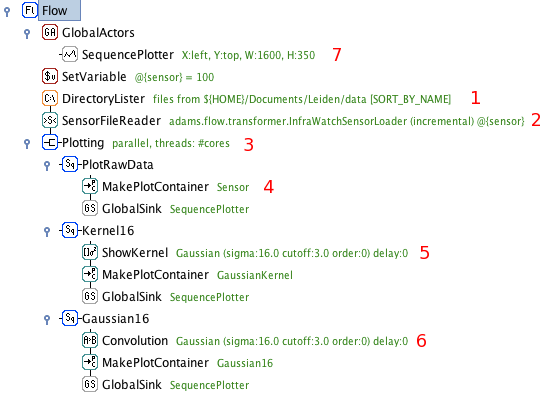 Fl Flow
GA GlobalActors
SequencePlotter X:left, Y:top, W:1600, H:350 7
$u SetVariable @{sensor} = 100
C:\ DirectoryLister files from ${HOME}/Documents/Leiden/data [SORT_BY_NAME] 1
SensorFileReader adams.flow.transformer.InfraWatchSensorLoader (incremental) @{sensor} 2
Plotting parallel, threads: #cores 3
Sq PlotRawData
MakePlotContainer Sensor 4
GS GlobalSink SequencePlotter
Sq Kernel16
ShowKernel Gaussian (sigma:16.0 cutoff:3.0 order:0) delay:0 5
MakePlotContainer GaussianKernel
GS GlobalSink SequencePlotter
Sq Gaussian16
Convolution Gaussian (sigma:16.0 cutoff:3.0 order:0) delay:0 6
MakePlotContainer Gaussian16
GS GlobalSink SequencePlotter